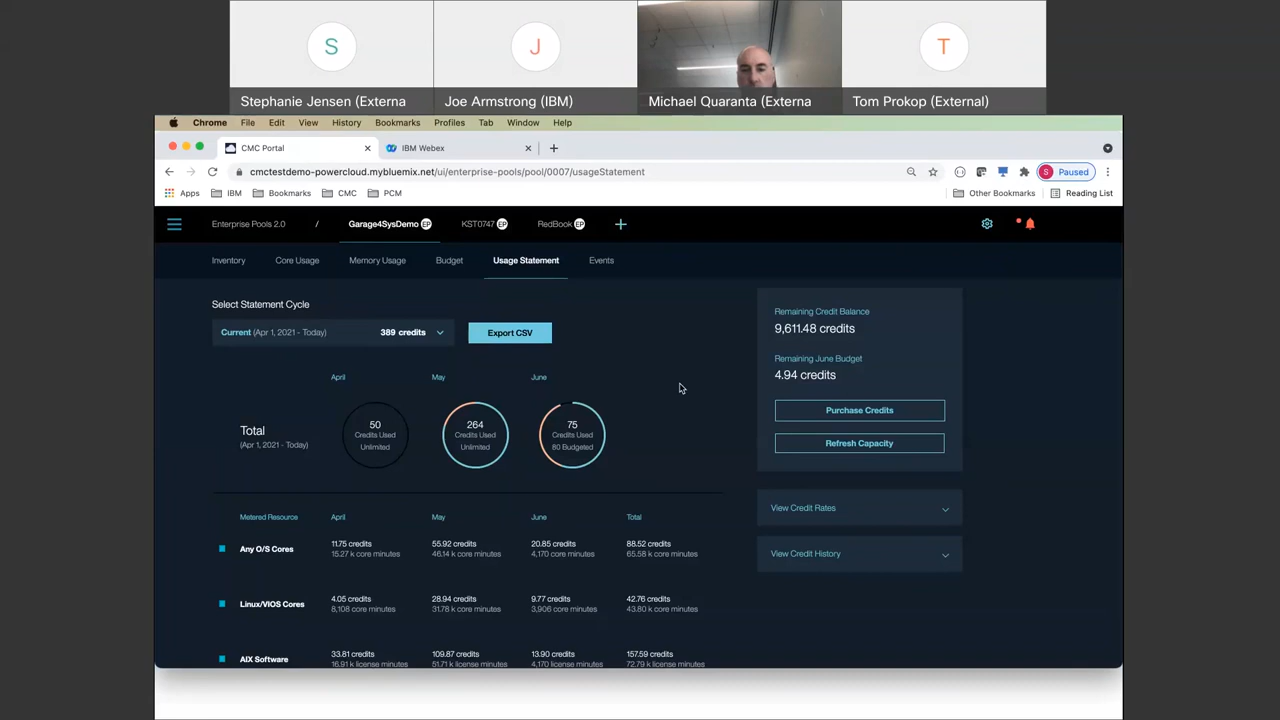 S
J
T
Stephanie Jensen (Externa
Joe Armstrong (IBM)
Michael Quaranta (Externa
Tom Prokop (External)
Chrome File Edit View History Bookmarks Profiles Tab Window Help
CMC Portal
IBM Webex
cmctestdemo-powercloud.mybluemix.net/ui/enterprise-pools/pool/0007/usageStatement
S Paused
Apps IBM Bookmarks CMC PCM Other Bookmarks Reading List
Enterprise Pools 2.0 / Garage4SysDemo EP KST0747 EP RedBook EP
Inventory Core Usage Memory Usage Budget Usage Statement Events
Select Statement Cycle
Current (Apr 1, 2021 - Today) 389 credits
Export CSV
April May June
Total
(Apr 1, 2021 - Today)
50
Credits Used
Unlimited
264
Credits Used
Unlimited
75
Credits Used
80 Budgeted
Metered Resource April May June Total
Any O/S Cores
11.75 credits 55.92 credits 20.85 credits 88.52 credits
15.27 k core minutes 46.14 k core minutes 4,170 core minutes 65.58 k core minutes
Linux/VIOS Cores
4.05 credits 28.94 credits 9.77 credits 42.76 credits
8,108 core minutes 31.78 k core minutes 3,906 core minutes 43.80 k core minutes
AIX Software
33.81 credits 109.87 credits 13.90 credits 157.59 credits
16.91 k license minutes 51.71 k license minutes 4,170 license minutes 72.79 k license minutes
Remaining Credit Balance
9,611.48 credits
Remaining June Budget
4.94 credits
Purchase Credits
Refresh Capacity
View Credit Rates
View Credit History